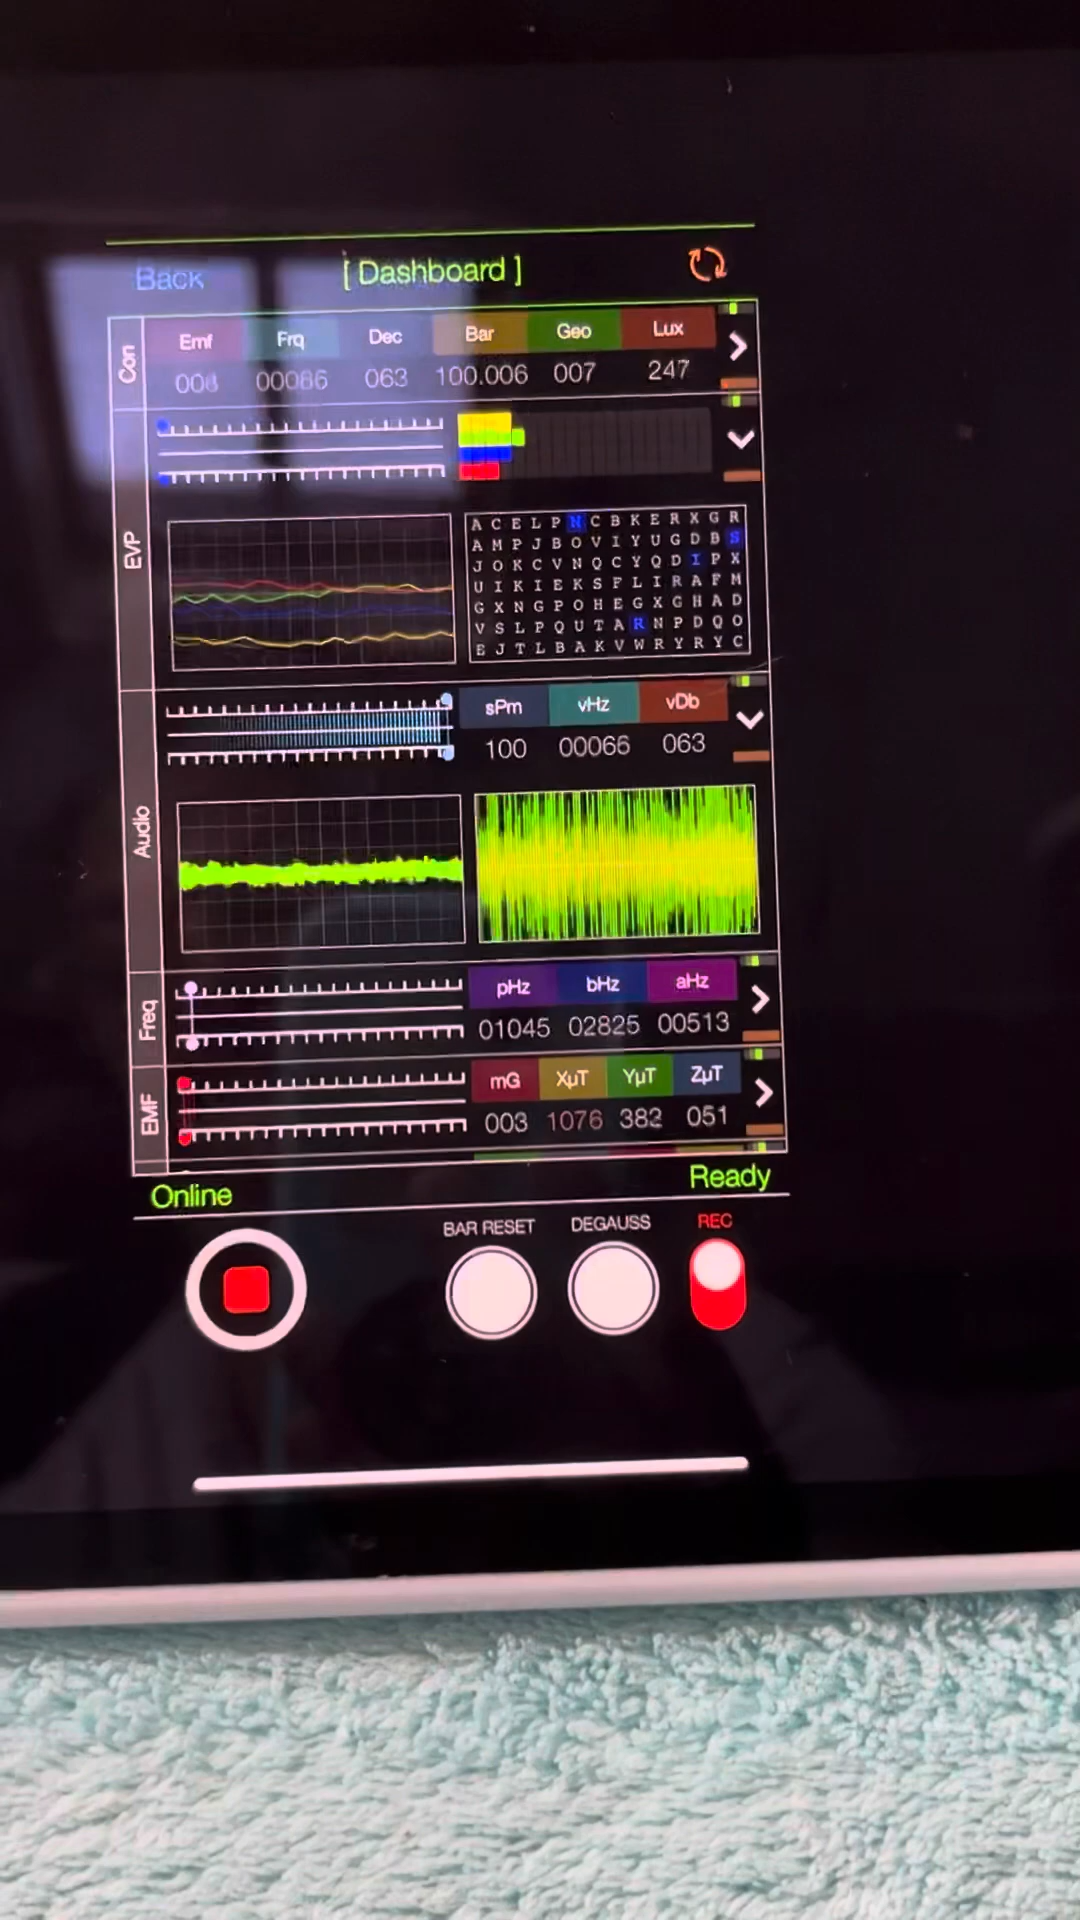 Back [ Dashboard ]
Con Emf Frq Dec Bar Geo Lux
008 00086 063 100.006 007 247
EVP
A C E L P N C B K E R X G R
A M P J B O V I Y U G D B S
J O K C V N Q C Y Q D I P X
U I K I E K S F L I R A F M
G X N G P O H E G X G H A D
V S L P Q U T A R N P D Q O
E J T L B A K V W R Y R Y C
Audio sPm vHz vDb
100 00066 063
Freq pHz bHz aHz
01045 02825 00513
EMF mG XµT YµT ZµT
003 1076 382 051
Online Ready
BAR RESET DEGAUSS REC